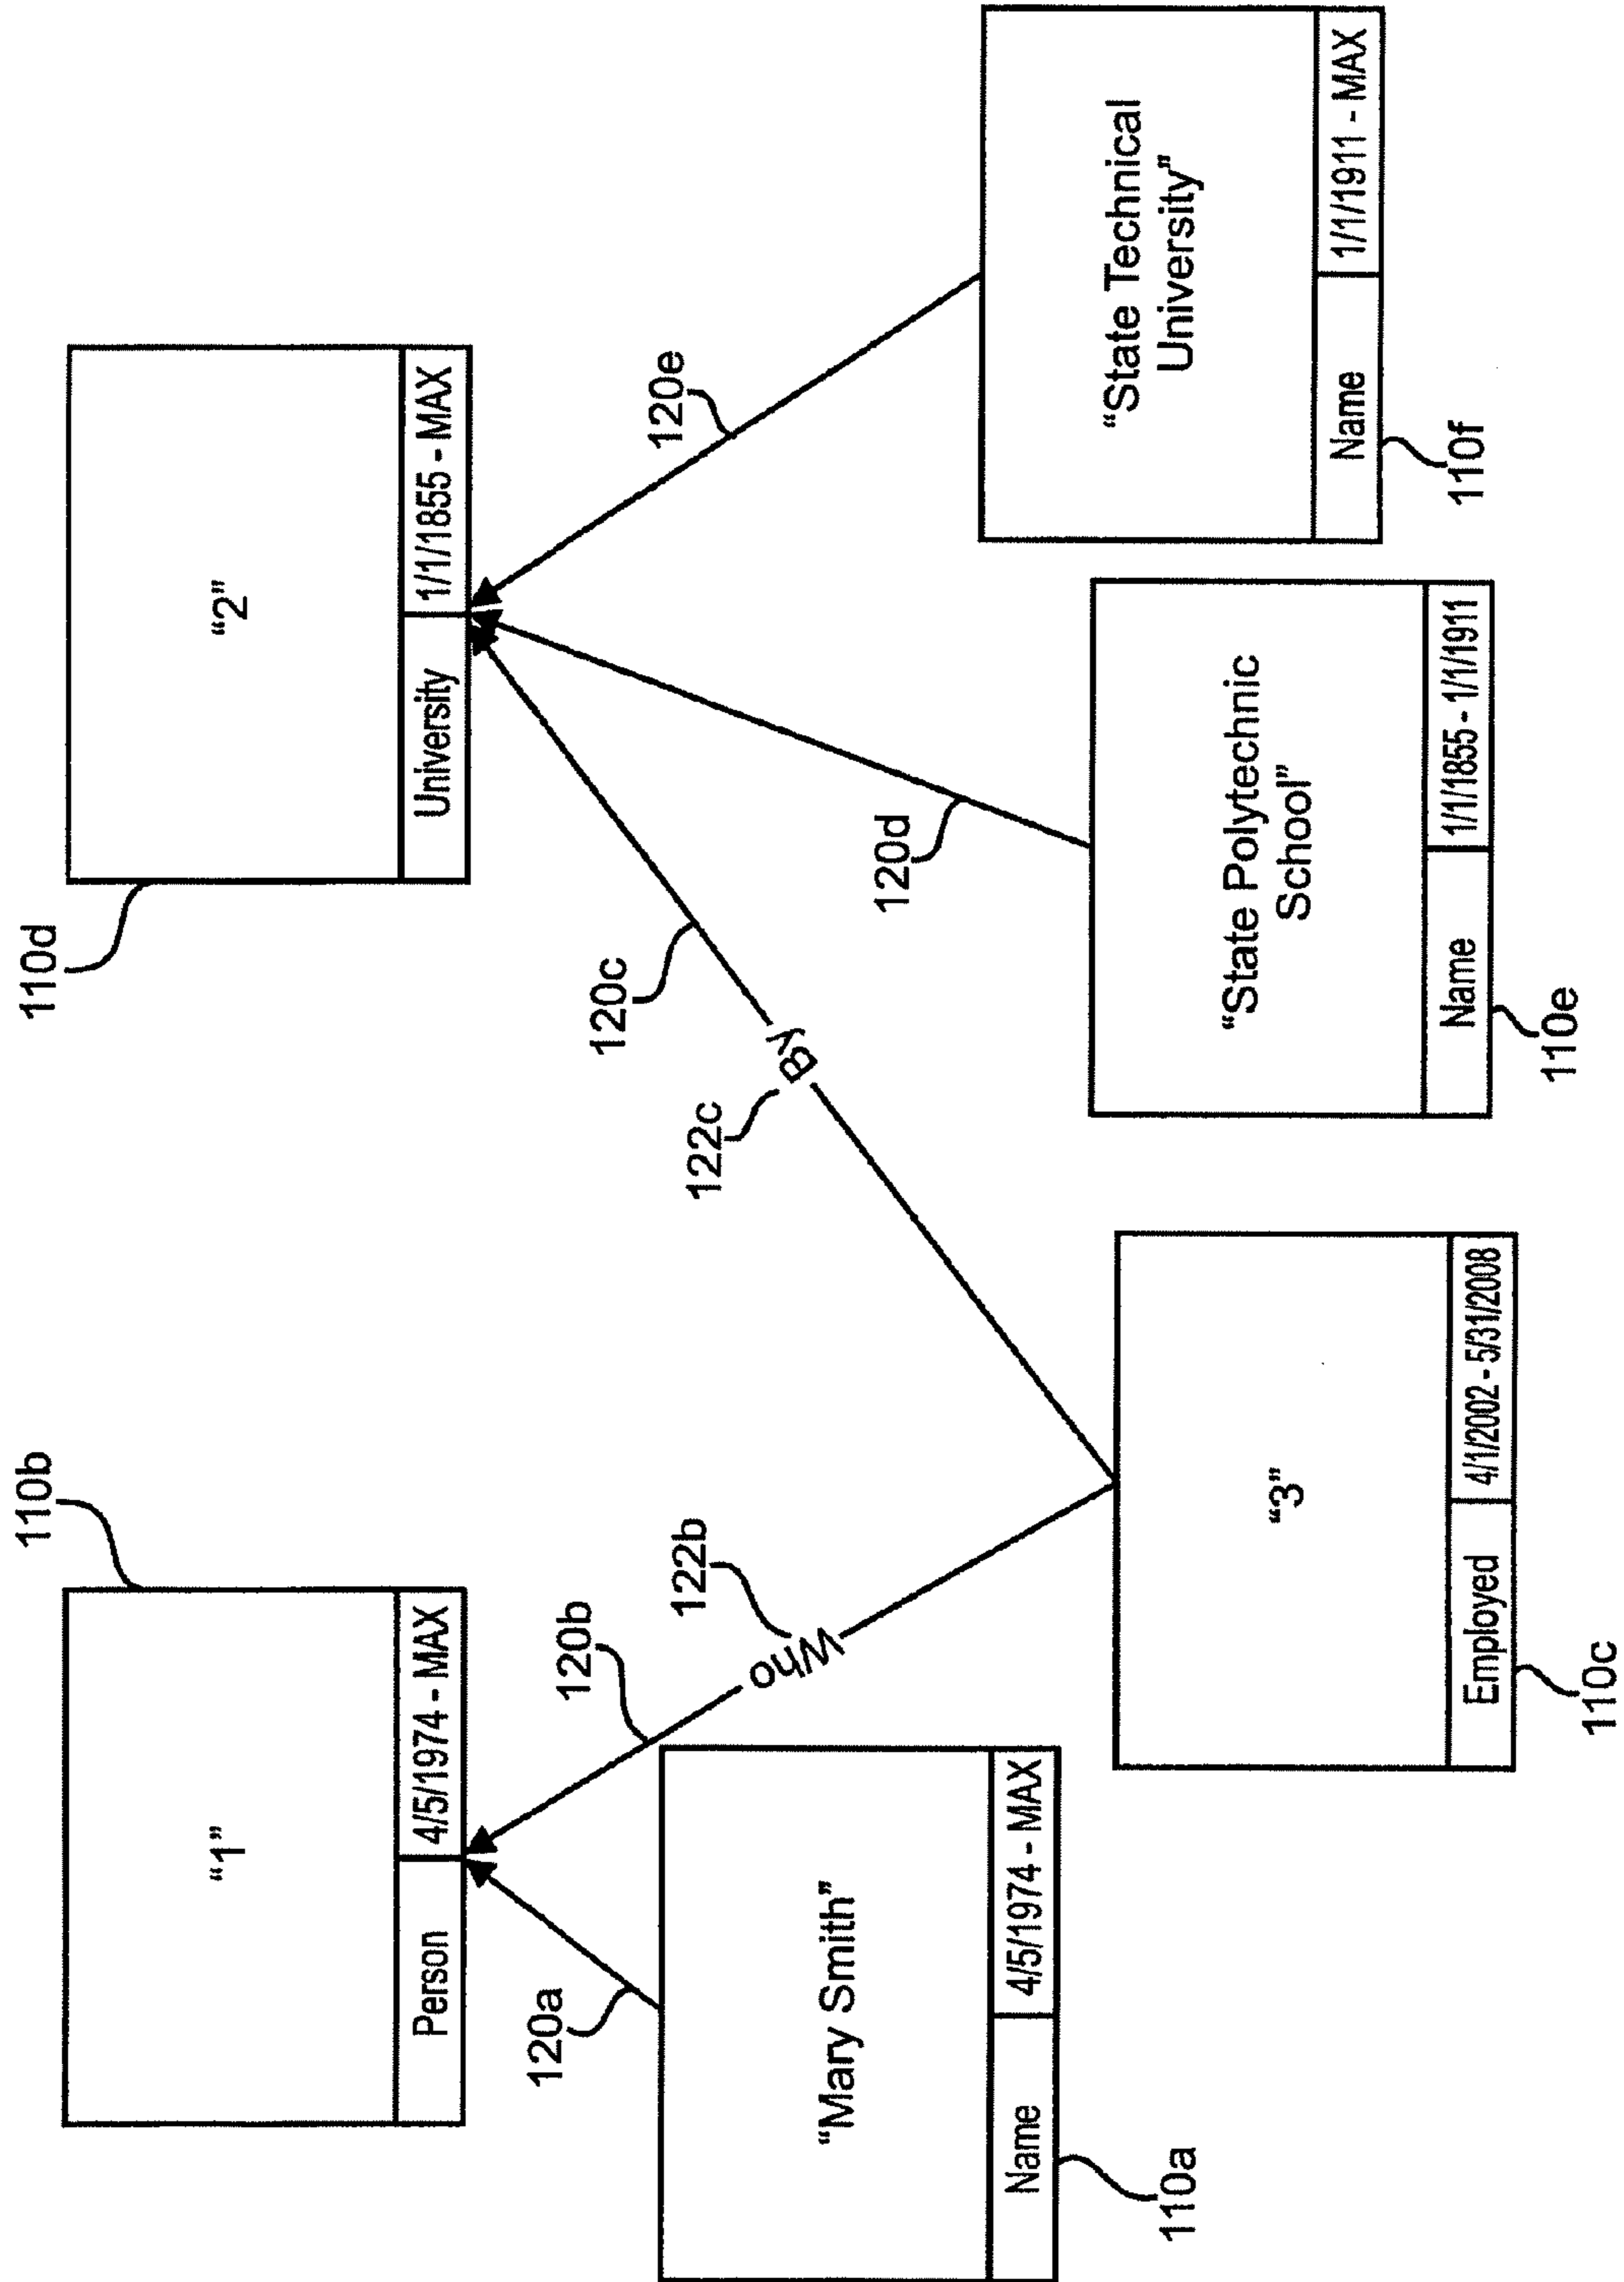 110b
“1”
Person
4/5/1974 - MAX
110d
“2”
University
1/1/1855 - MAX
120a
120b
Who
122b
120c
By
122c
120d
120e
“Mary Smith”
Name
4/5/1974 - MAX
110a
“3”
Employed
4/1/2002 - 5/31/2008
110c
“State Polytechnic
School”
Name
1/1/1855 - 1/1/1911
110e
“State Technical
University”
Name
1/1/1911 - MAX
110f